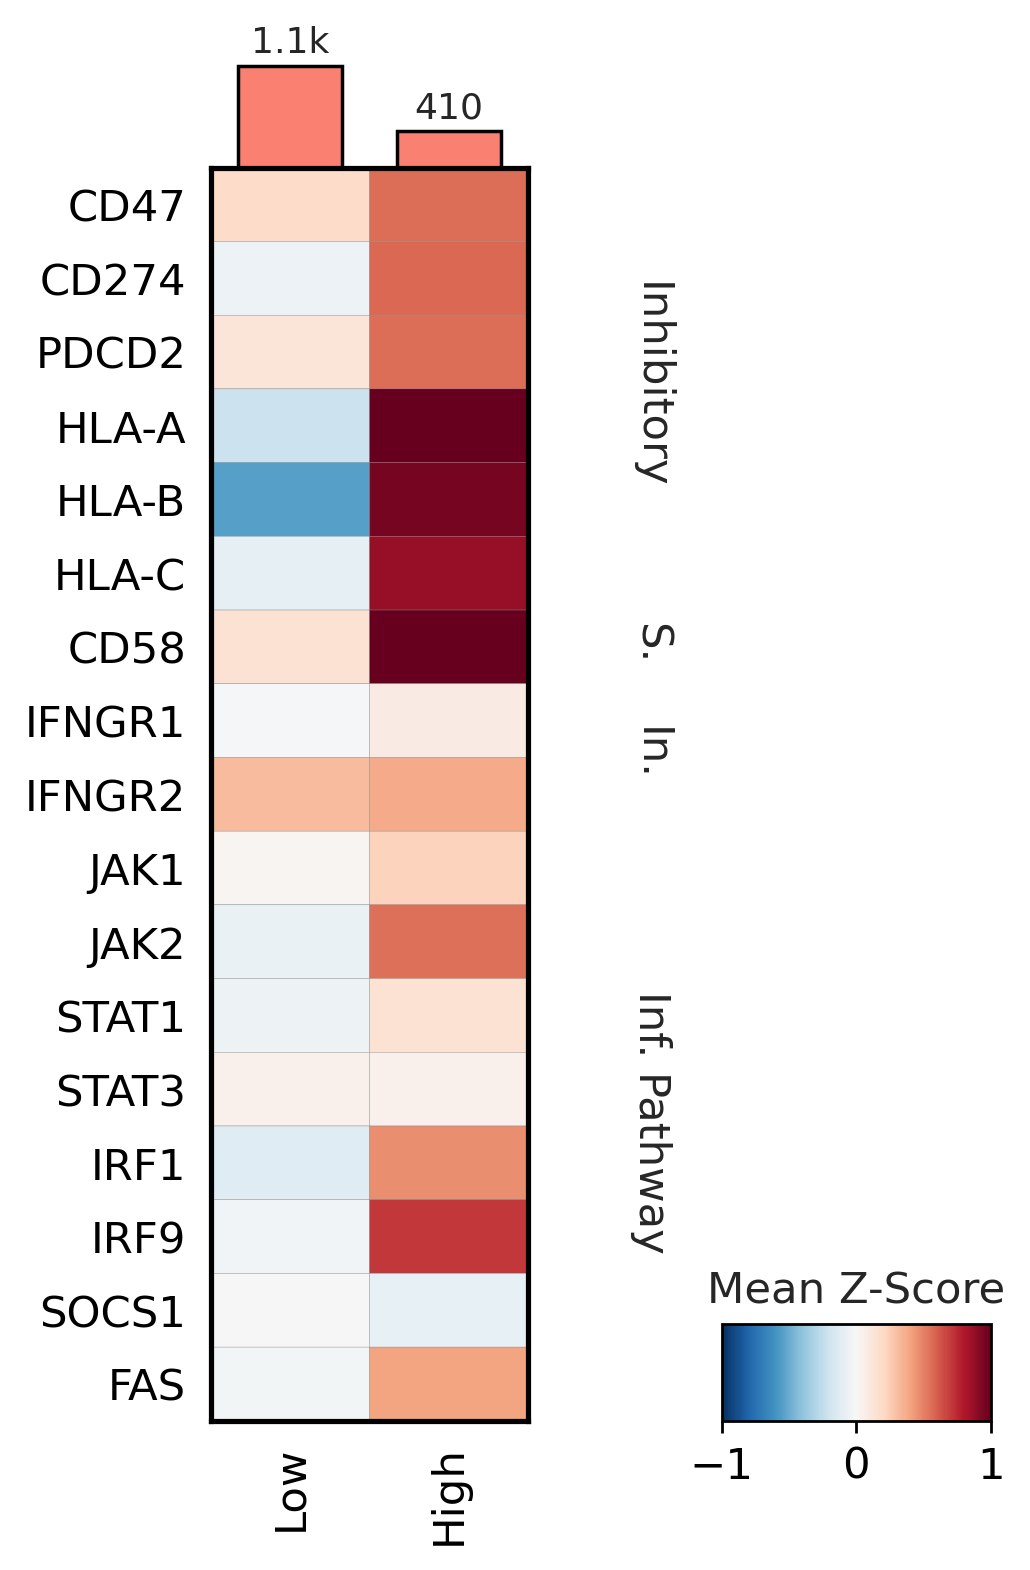 1.1k
410
CD47
CD274
PDCD2
HLA-A
HLA-B
HLA-C
CD58
IFNGR1
IFNGR2
JAK1
JAK2
STAT1
STAT3
IRF1
IRF9
SOCS1
FAS
Low
High
Inhibitory
S.
In.
Inf. Pathway
Mean Z-Score
−1
0
1